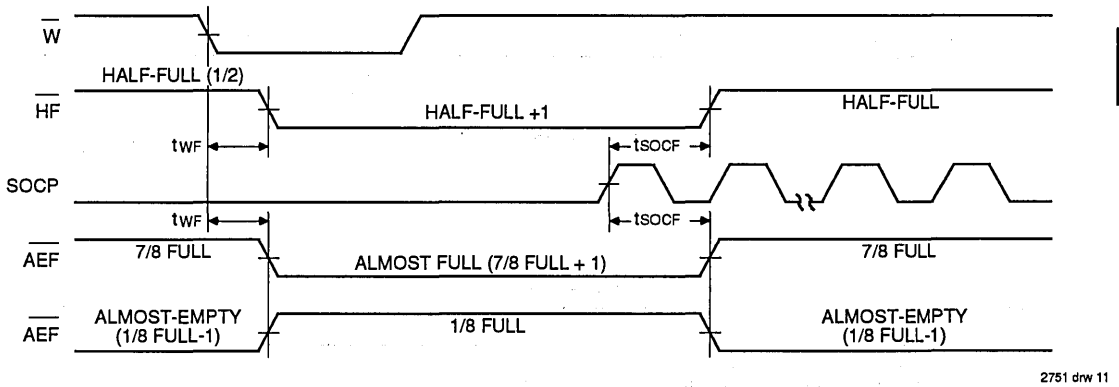 W
HALF-FULL (1/2)
HF
HALF-FULL +1
HALF-FULL
tWF
tSOCF
SOCP
tWF
tSOCF
AEF
7/8 FULL
ALMOST FULL (7/8 FULL + 1)
7/8 FULL
AEF
ALMOST-EMPTY
(1/8 FULL-1)
1/8 FULL
ALMOST-EMPTY
(1/8 FULL-1)
2751 drw 11